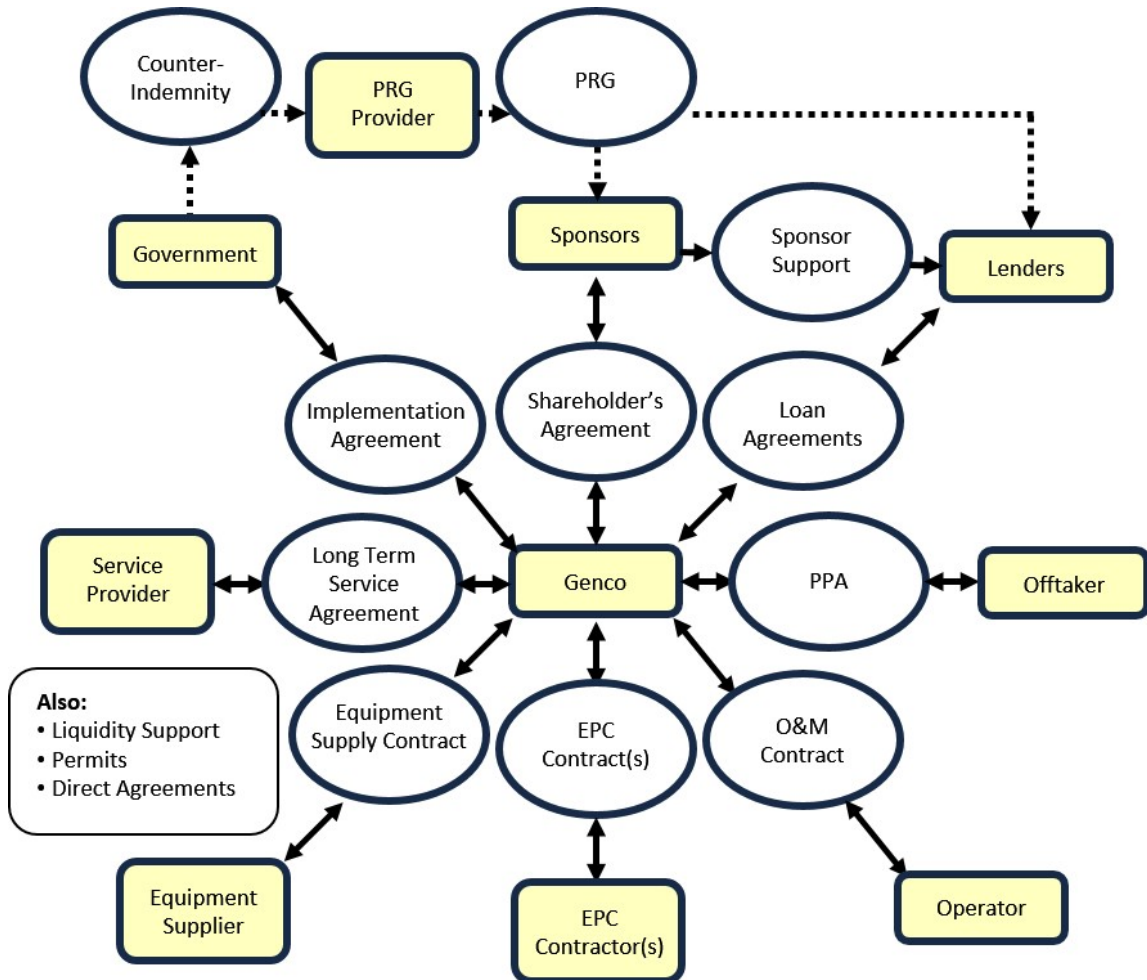 Counter-
Indemnity
PRG
Provider
PRG
Government
Sponsors
Sponsor
Support
Lenders
Implementation
Agreement
Shareholder’s
Agreement
Loan
Agreements
Service
Provider
Long Term
Service
Agreement
Genco
PPA
Offtaker
Also:
• Liquidity Support
• Permits
• Direct Agreements
Equipment
Supply Contract
EPC
Contract(s)
O&M
Contract
Equipment
Supplier
EPC
Contractor(s)
Operator